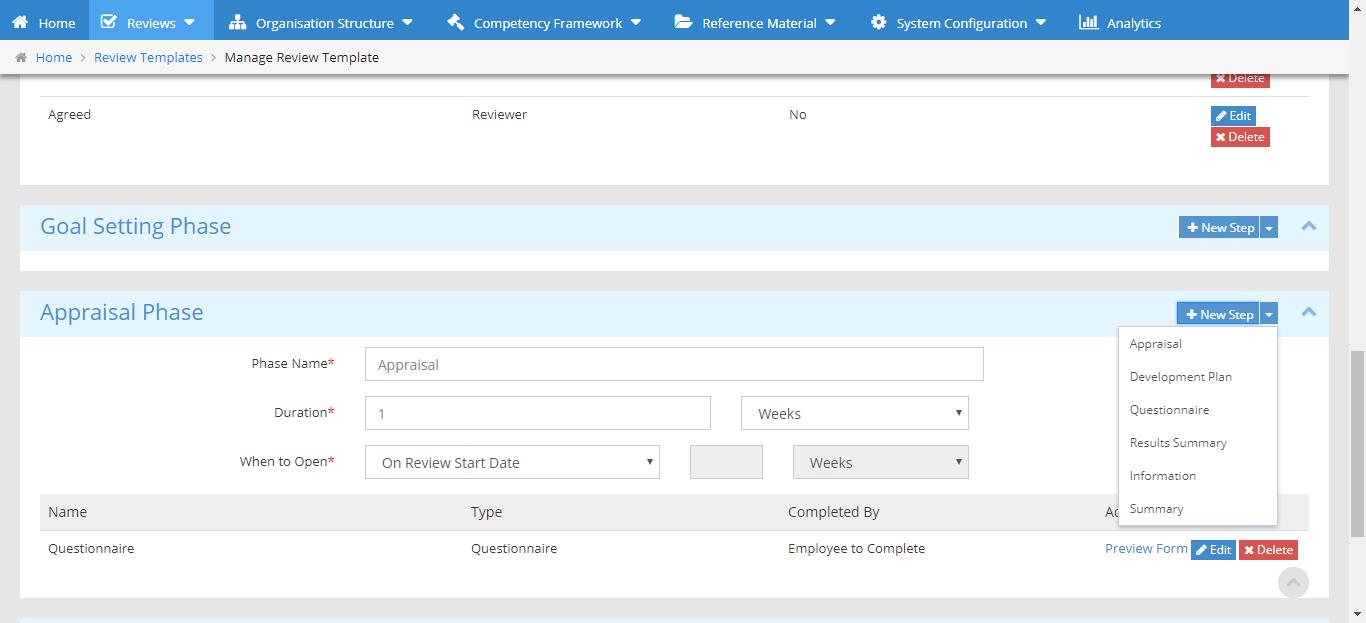 Home Reviews Organisation Structure Competency Framework Reference Material System Configuration Analytics
Home > Review Templates > Manage Review Template
Delete
Agreed Reviewer No Edit
Delete
Goal Setting Phase New Step
Appraisal Phase New Step
Appraisal
Development Plan
Questionnaire
Results Summary
Information
Summary
Phase Name* Appraisal
Duration* 1 Weeks
When to Open* On Review Start Date Weeks
Name Type Completed By
Questionnaire Questionnaire Employee to Complete Preview Form Edit Delete